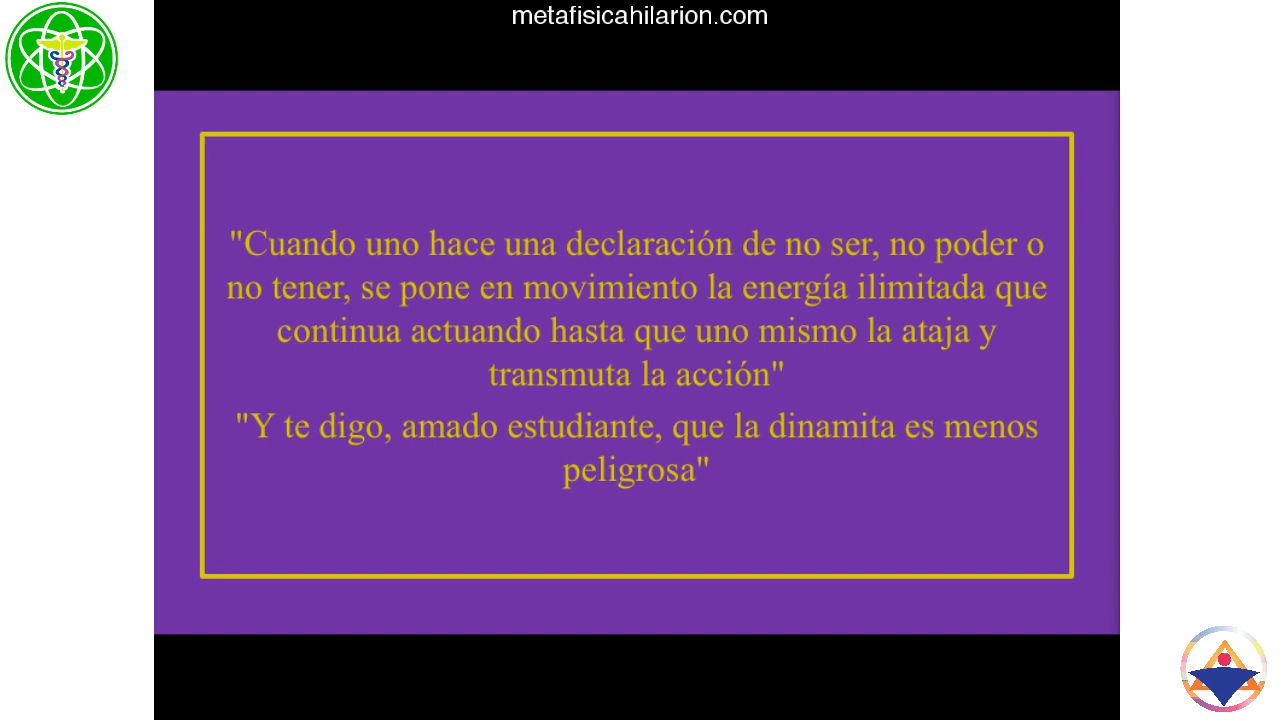 metafisicahilarion.com
"Cuando uno hace una declaración de no ser, no poder o
no tener, se pone en movimiento la energía ilimitada que
continua actuando hasta que uno mismo la ataja y
transmuta la acción"
"Y te digo, amado estudiante, que la dinamita es menos
peligrosa"